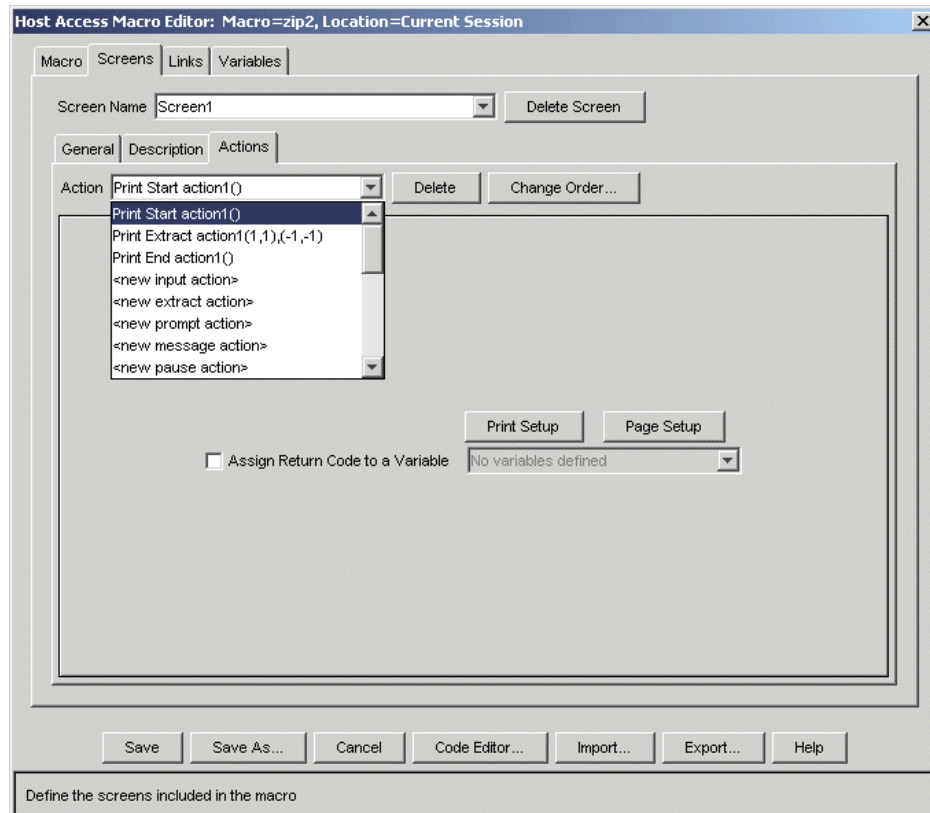 Host Access Macro Editor: Macro=zip2, Location=Current Session
Macro Screens Links Variables
Screen Name Screen1 Delete Screen
General Description Actions
Action Print Start action1() Delete Change Order...
Print Start action1()
Print Extract action1(1,1),(-1,-1)
Print End action1()
<new input action>
<new extract action>
<new prompt action>
<new message action>
<new pause action>
Print Setup Page Setup
Assign Return Code to a Variable No variables defined
Save Save As... Cancel Code Editor... Import... Export... Help
Define the screens included in the macro